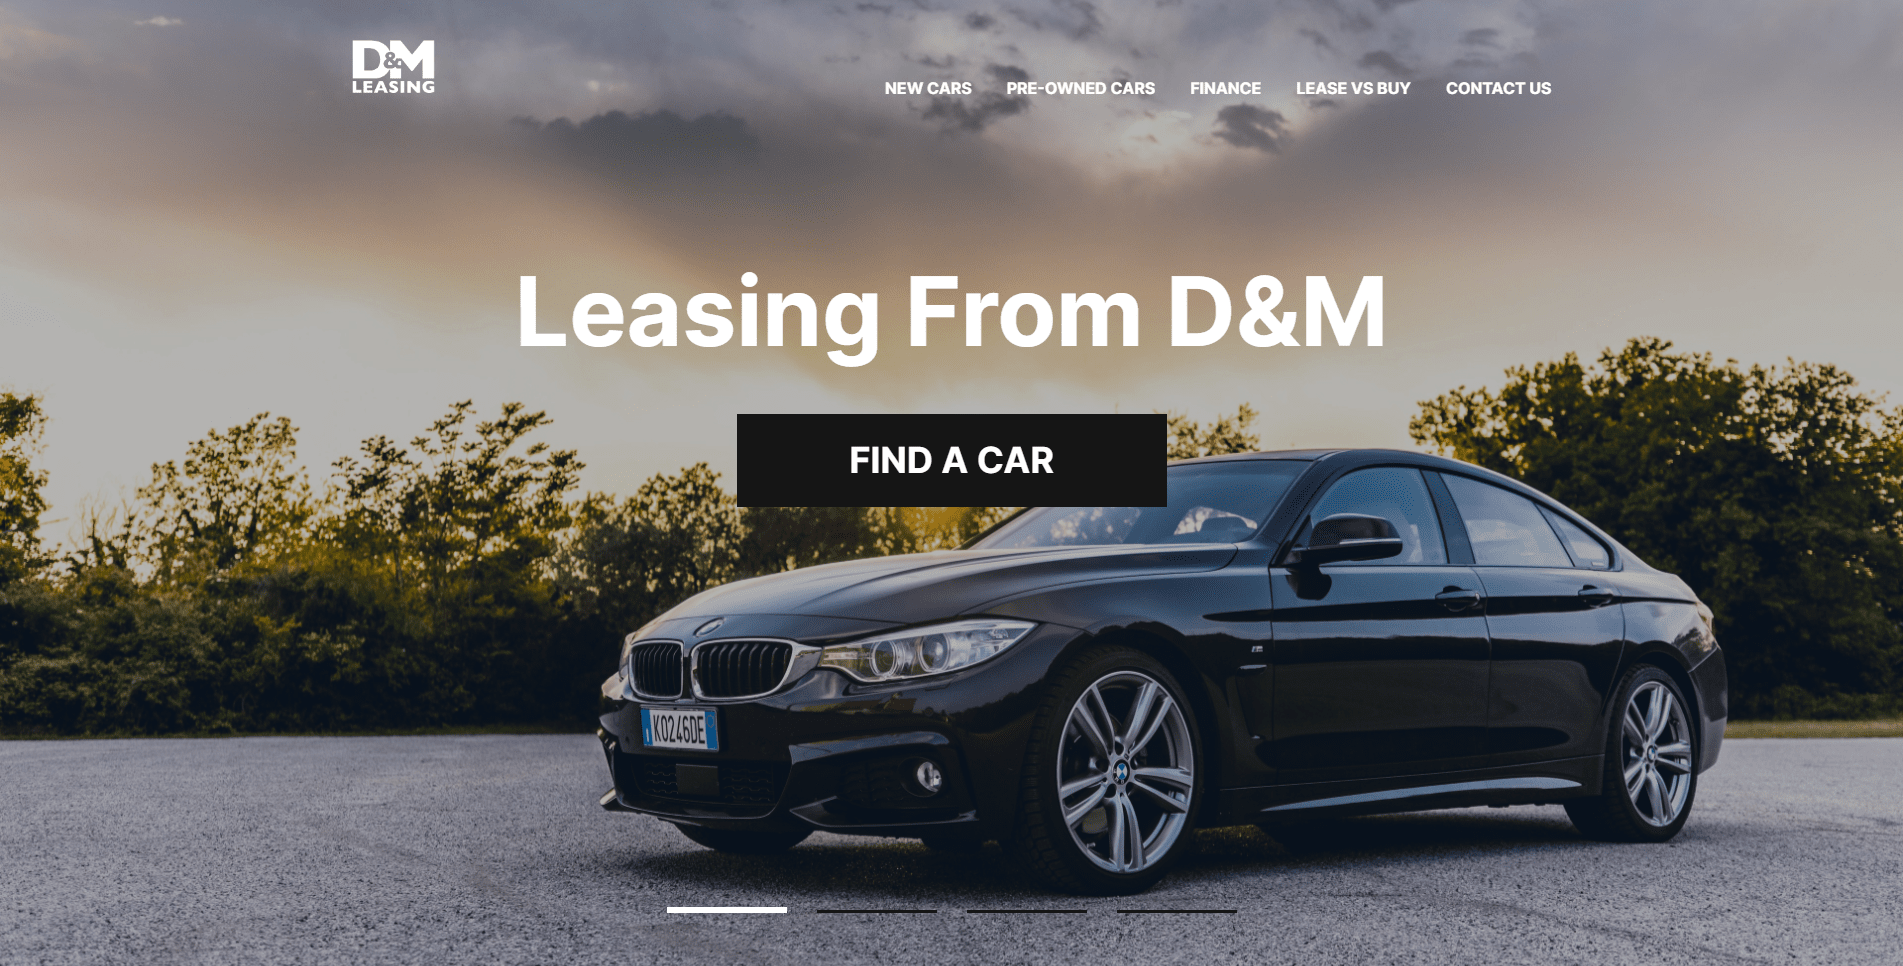 D&M
LEASING
NEW CARS
PRE-OWNED CARS
FINANCE
LEASE VS BUY
CONTACT US
Leasing From D&M
FIND A CAR
KO246DE